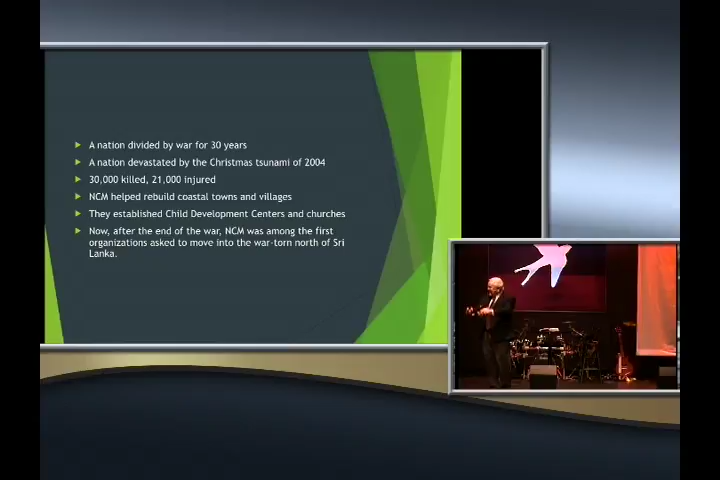 A nation divided by war for 30 years
A nation devastated by the Christmas tsunami of 2004
30,000 killed, 21,000 injured
NCM helped rebuild coastal towns and villages
They established Child Development Centers and churches
Now, after the end of the war, NCM was among the first
organizations asked to move into the war-torn north of Sri
Lanka.